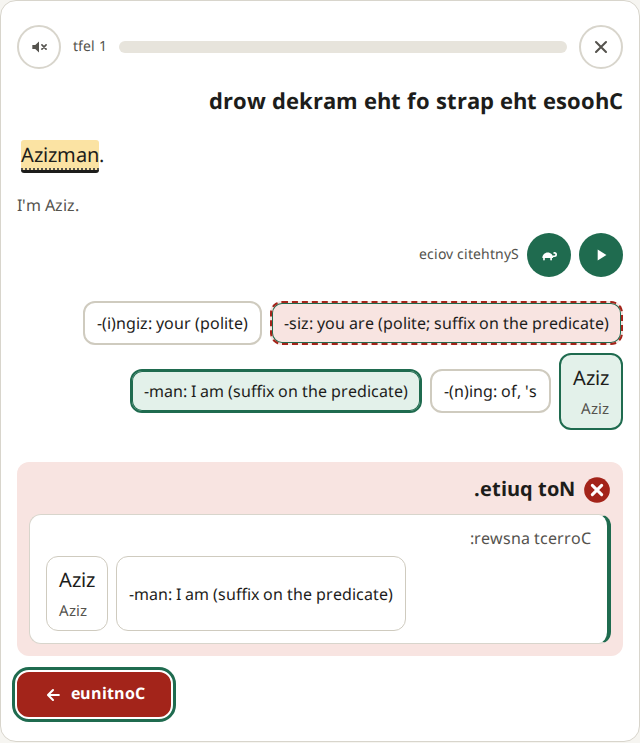 tfel 1
drow dekram eht fo strap eht esoohC
Azizman.
I'm Aziz.
eciov citehtnyS
-(i)ngiz: your (polite)
-siz: you are (polite; suffix on the predicate)
-man: I am (suffix on the predicate)
-(n)ing: of, 's
Aziz
Aziz
.etiuq toN
:rewsna tcerroC
Aziz
Aziz
-man: I am (suffix on the predicate)
eunitnoC